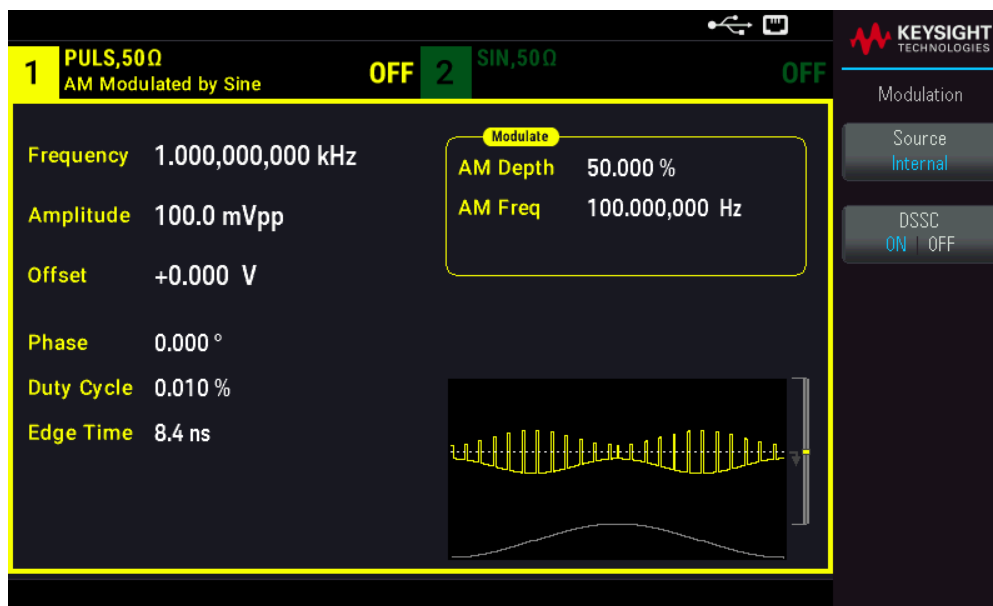 1
PULS,50Ω
AM Modulated by Sine
OFF
2
SIN,50Ω
OFF
Frequency 1.000,000,000 kHz
Amplitude 100.0 mVpp
Offset +0.000 V
Phase 0.000 °
Duty Cycle 0.010 %
Edge Time 8.4 ns
Modulate
AM Depth 50.000 %
AM Freq 100.000,000 Hz
KEYSIGHT
TECHNOLOGIES
Modulation
Source
Internal
DSSC
ON | OFF